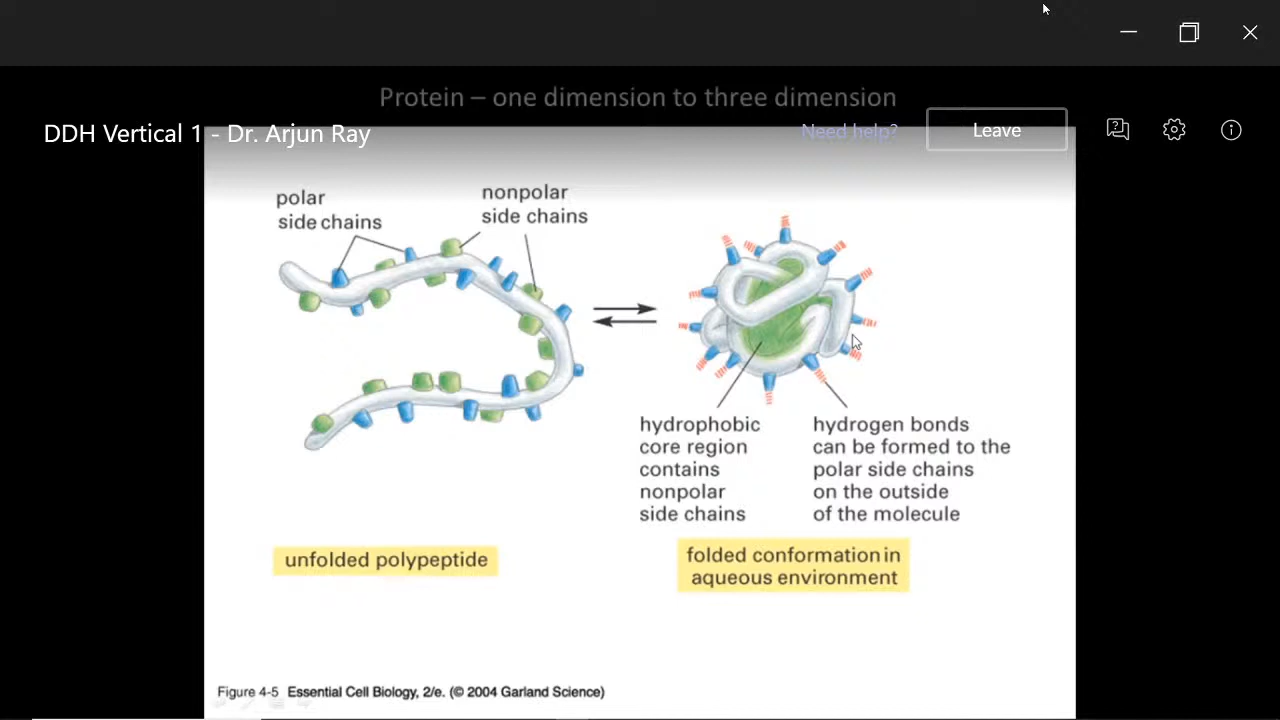 Protein – one dimension to three dimension
DDH Vertical 1 - Dr. Arjun Ray
Need help?
Leave
polar
side chains
nonpolar
side chains
hydrophobic
core region
contains
nonpolar
side chains
hydrogen bonds
can be formed to the
polar side chains
on the outside
of the molecule
unfolded polypeptide
folded conformation in
aqueous environment
Figure 4-5 Essential Cell Biology, 2/e. (© 2004 Garland Science)